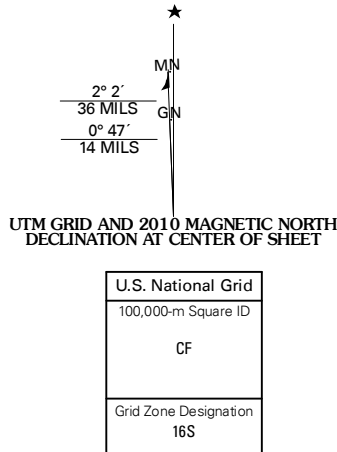 ★
MN
2° 2´
36 MILS
GN
0° 47´
14 MILS
UTM GRID AND 2010 MAGNETIC NORTH
DECLINATION AT CENTER OF SHEET
U.S. National Grid
100,000-m Square ID
CF
Grid Zone Designation
16S